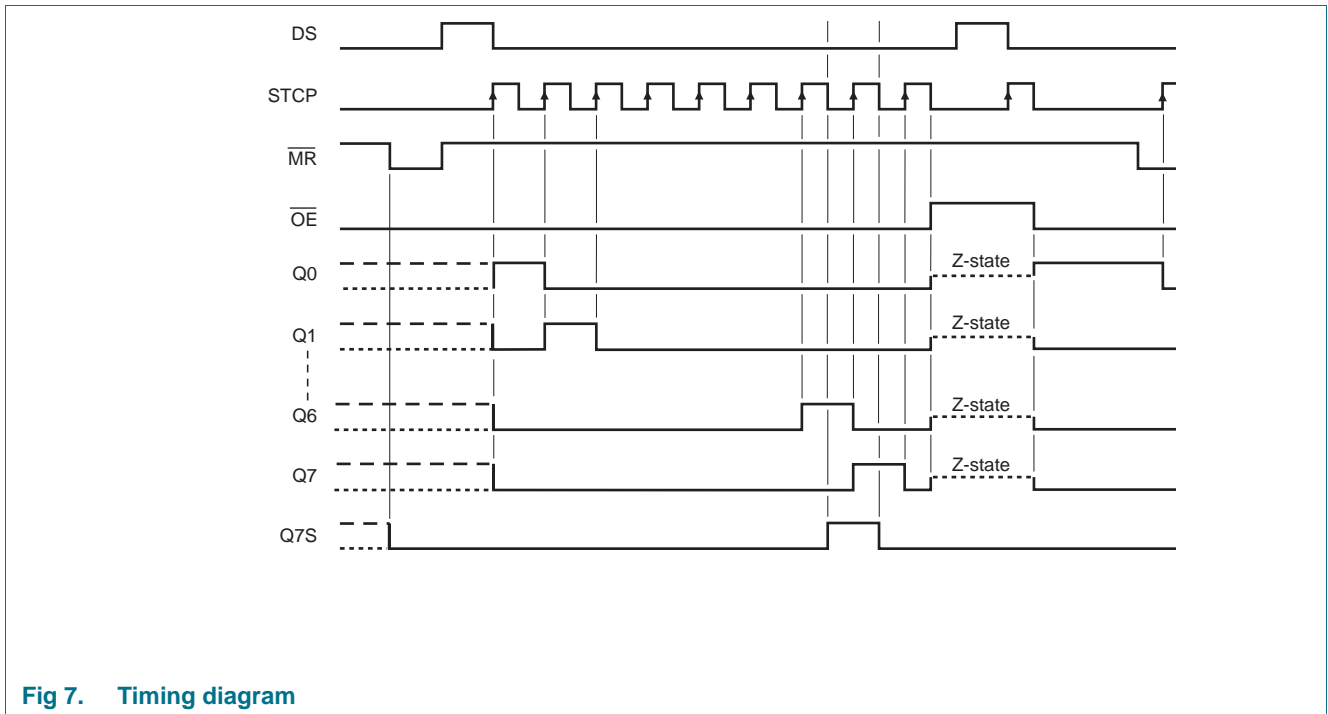 DS
STCP
MR
OE
Q0
Z-state
Q1
Z-state
Q6
Z-state
Q7
Z-state
Q7S
Fig 7. Timing diagram